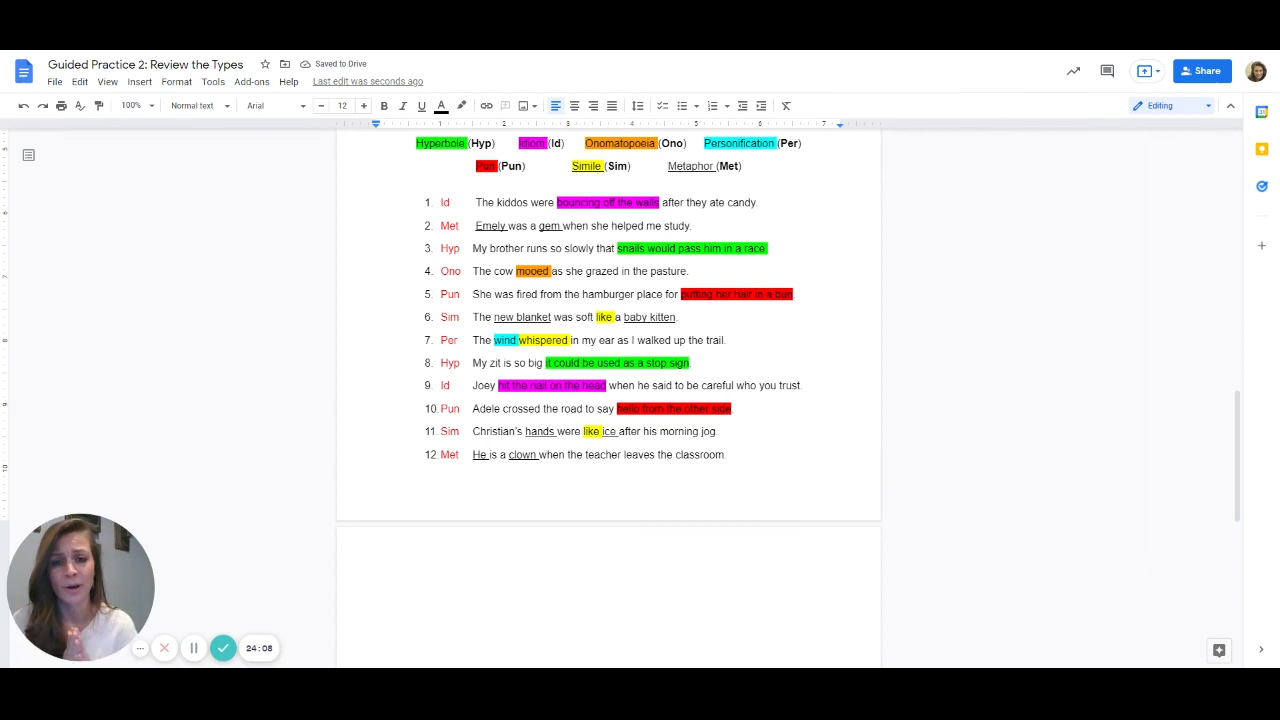 Guided Practice 2: Review the Types
Saved to Drive
File Edit View Insert Format Tools Add-ons Help Last edit was seconds ago
Share
100% Normal text Arial 12 Editing
1 2 3 4 5 6 7
Hyperbole (Hyp) Idiom (Id) Onomatopoeia (Ono) Personification (Per)
Pun (Pun) Simile (Sim) Metaphor (Met)
1. Id The kiddos were bouncing off the walls after they ate candy.
2. Met Emely was a gem when she helped me study.
3. Hyp My brother runs so slowly that snails would pass him in a race.
4. Ono The cow mooed as she grazed in the pasture.
5. Pun She was fired from the hamburger place for putting her hair in a bun.
6. Sim The new blanket was soft like a baby kitten.
7. Per The wind whispered in my ear as I walked up the trail.
8. Hyp My zit is so big it could be used as a stop sign.
9. Id Joey hit the nail on the head when he said to be careful who you trust.
10. Pun Adele crossed the road to say hello from the other side.
11. Sim Christian's hands were like ice after his morning jog.
12. Met He is a clown when the teacher leaves the classroom.
24:08